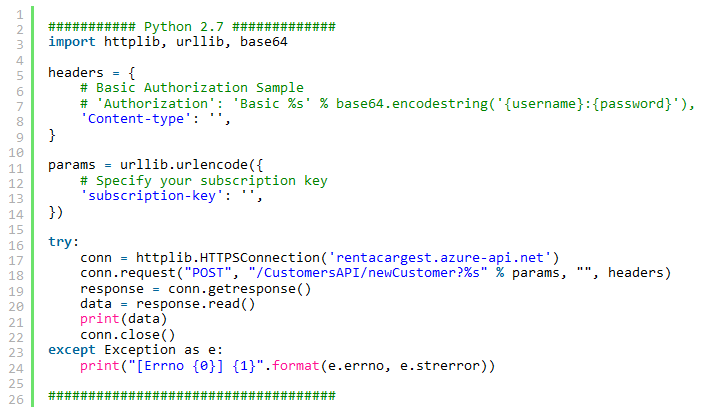 1
2 ########### Python 2.7 #############
3 import httplib, urllib, base64
4
5 headers = {
6     # Basic Authorization Sample
7     # 'Authorization': 'Basic %s' % base64.encodestring('{username}:{password}'),
8     'Content-type': '',
9 }
10
11 params = urllib.urlencode({
12     # Specify your subscription key
13     'subscription-key': '',
14 })
15
16 try:
17     conn = httplib.HTTPSConnection('rentacargest.azure-api.net')
18     conn.request("POST", "/CustomersAPI/newCustomer?%s" % params, "", headers)
19     response = conn.getresponse()
20     data = response.read()
21     print(data)
22     conn.close()
23 except Exception as e:
24     print("[Errno {0}] {1}".format(e.errno, e.strerror))
25
26 ####################################